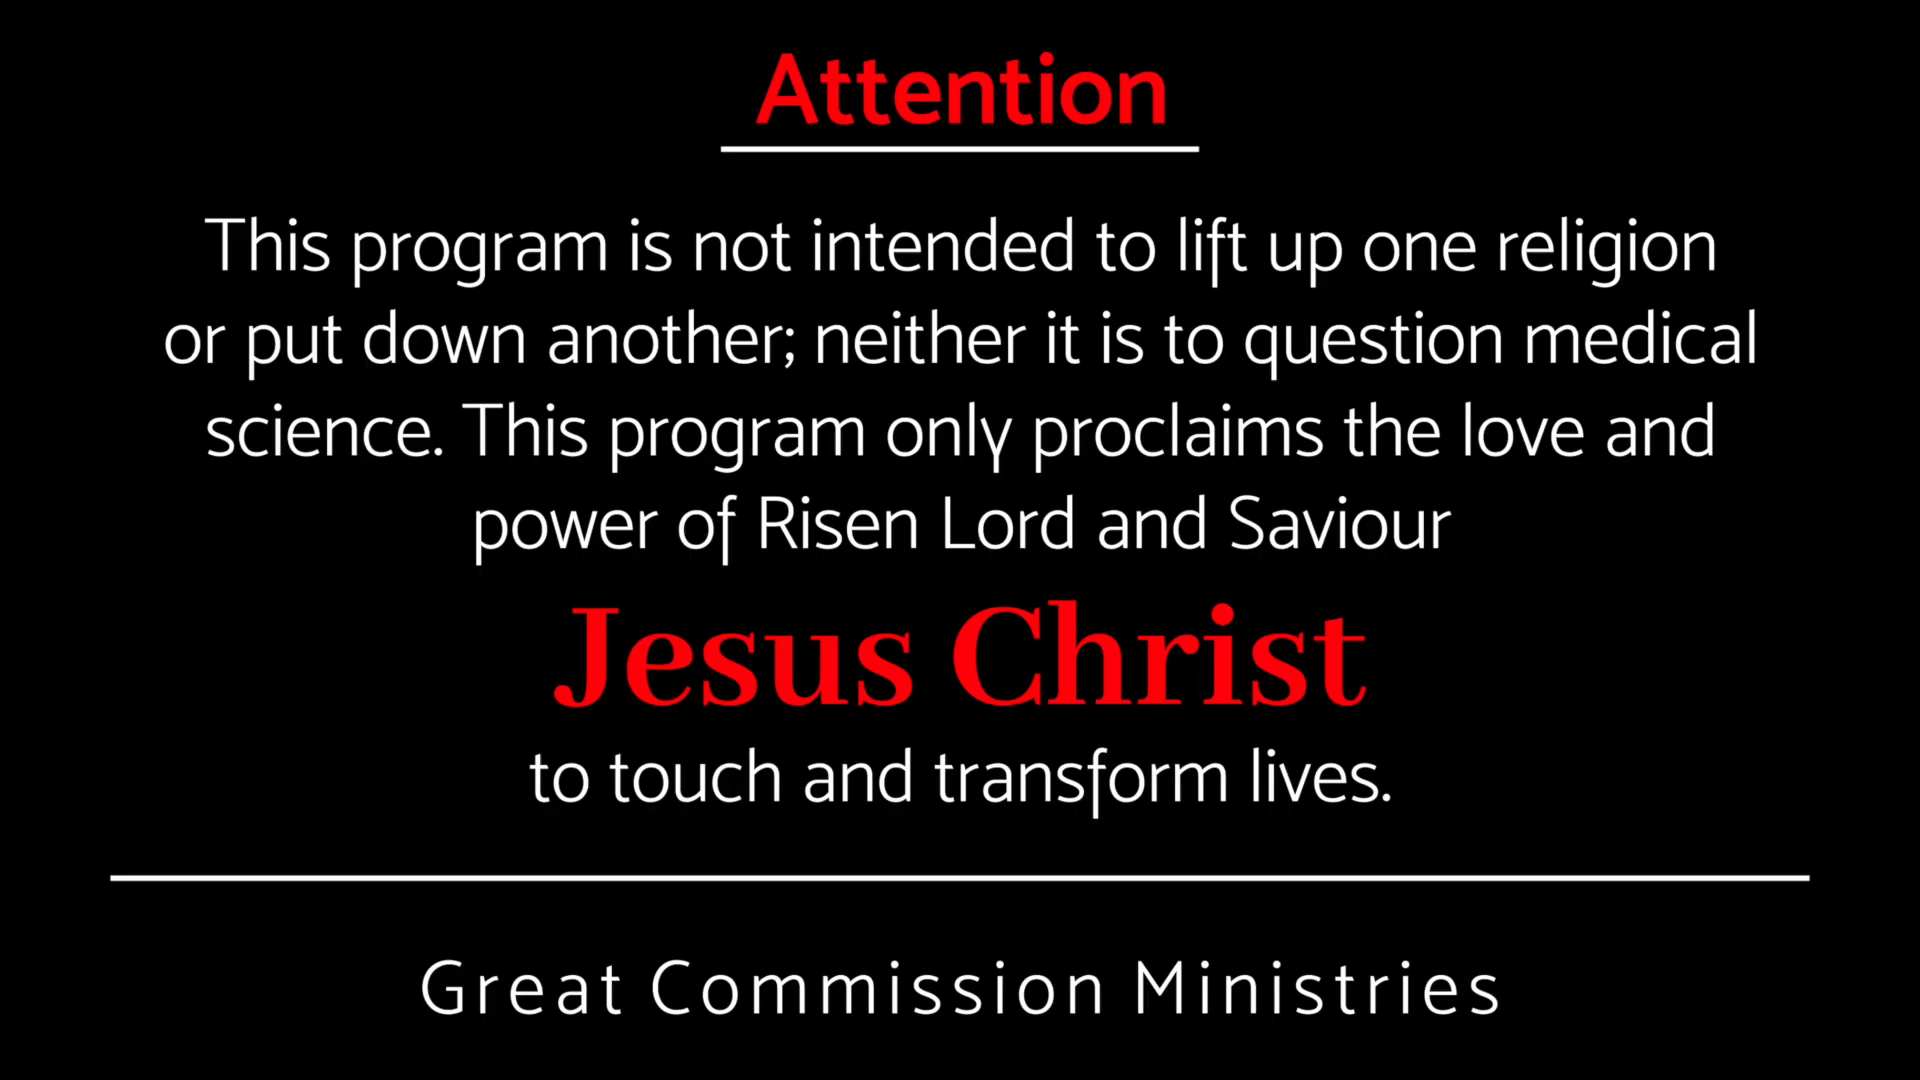 Attention
This program is not intended to lift up one religion
or put down another; neither it is to question medical
science. This program only proclaims the love and
power of Risen Lord and Saviour
Jesus Christ
to touch and transform lives.
Great Commission Ministries